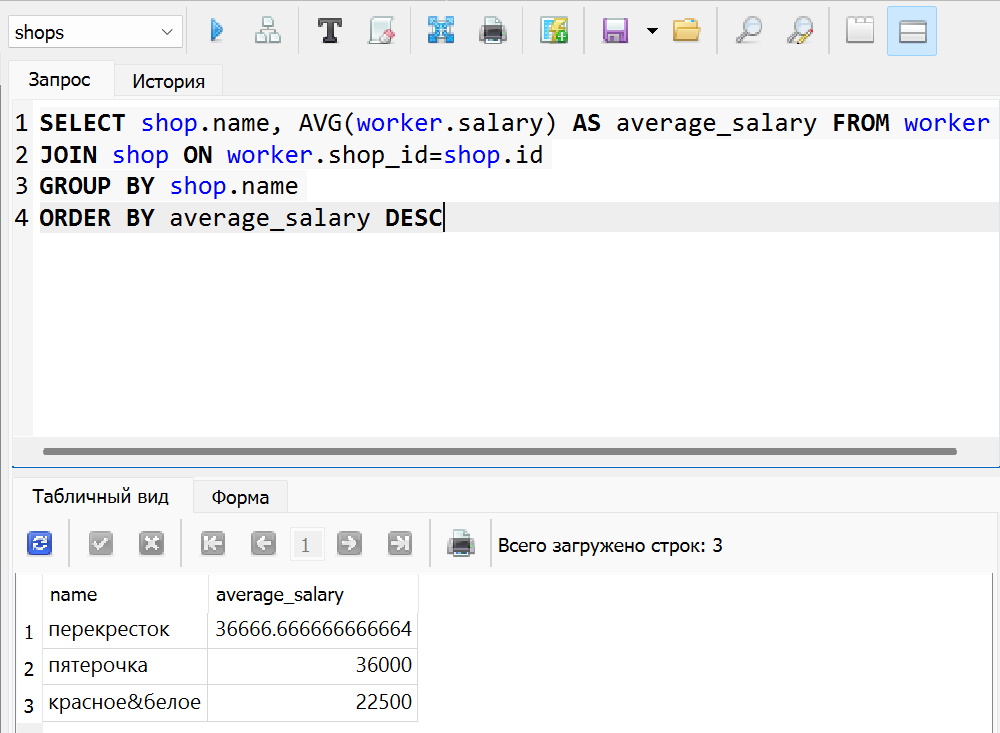 shops
Запрос
История
1 SELECT shop.name, AVG(worker.salary) AS average_salary FROM worker
2 JOIN shop ON worker.shop_id=shop.id
3 GROUP BY shop.name
4 ORDER BY average_salary DESC
Табличный вид
Форма
1
Всего загружено строк: 3
name average_salary
1 перекресток 36666.666666666664
2 пятерочка 36000
3 красное&белое 22500